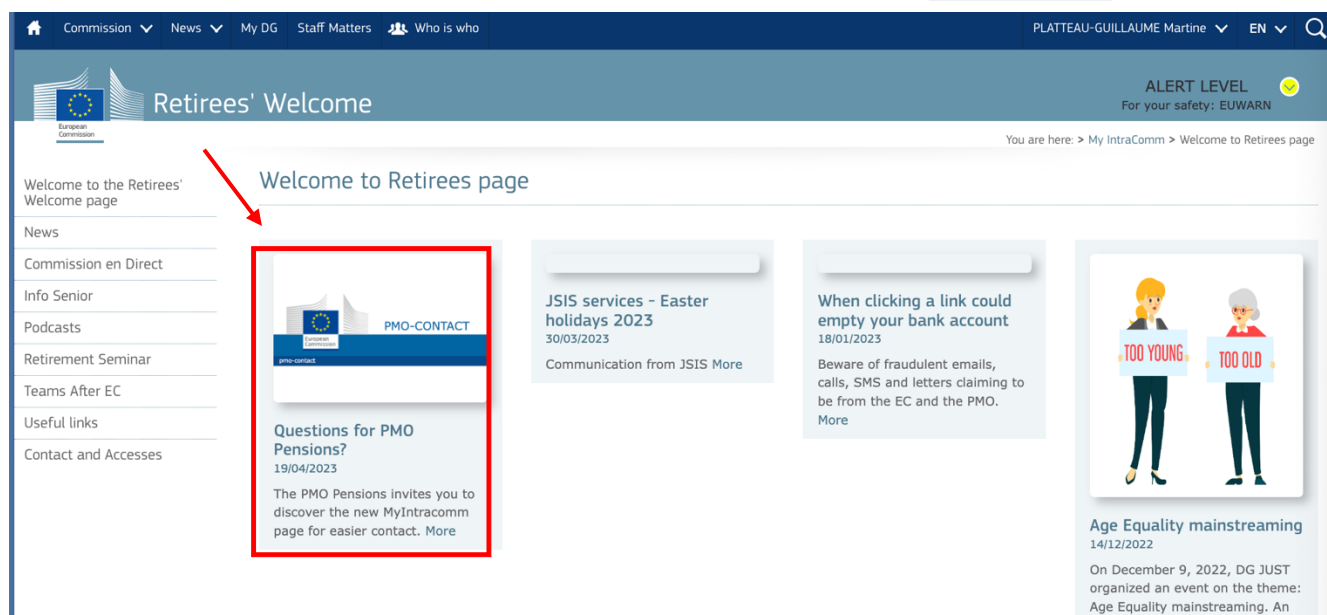 Commission News My DG Staff Matters Who is who PLATTEAU-GUILLAUME Martine EN
Retirees' Welcome
ALERT LEVEL
For your safety: EUWARN
European
Commission
You are here: > My IntraComm > Welcome to Retirees page
Welcome to the Retirees'
Welcome page
News
Commission en Direct
Info Senior
Podcasts
Retirement Seminar
Teams After EC
Useful links
Contact and Accesses
Welcome to Retirees page
PMO-CONTACT
European
Commission
pmo-contact
Questions for PMO
Pensions?
19/04/2023
The PMO Pensions invites you to
discover the new MyIntracomm
page for easier contact. More
JSIS services - Easter
holidays 2023
30/03/2023
Communication from JSIS More
When clicking a link could
empty your bank account
18/01/2023
Beware of fraudulent emails,
calls, SMS and letters claiming to
be from the EC and the PMO.
More
TOO YOUNG
TOO OLD
Age Equality mainstreaming
14/12/2022
On December 9, 2022, DG JUST
organized an event on the theme:
Age Equality mainstreaming. An